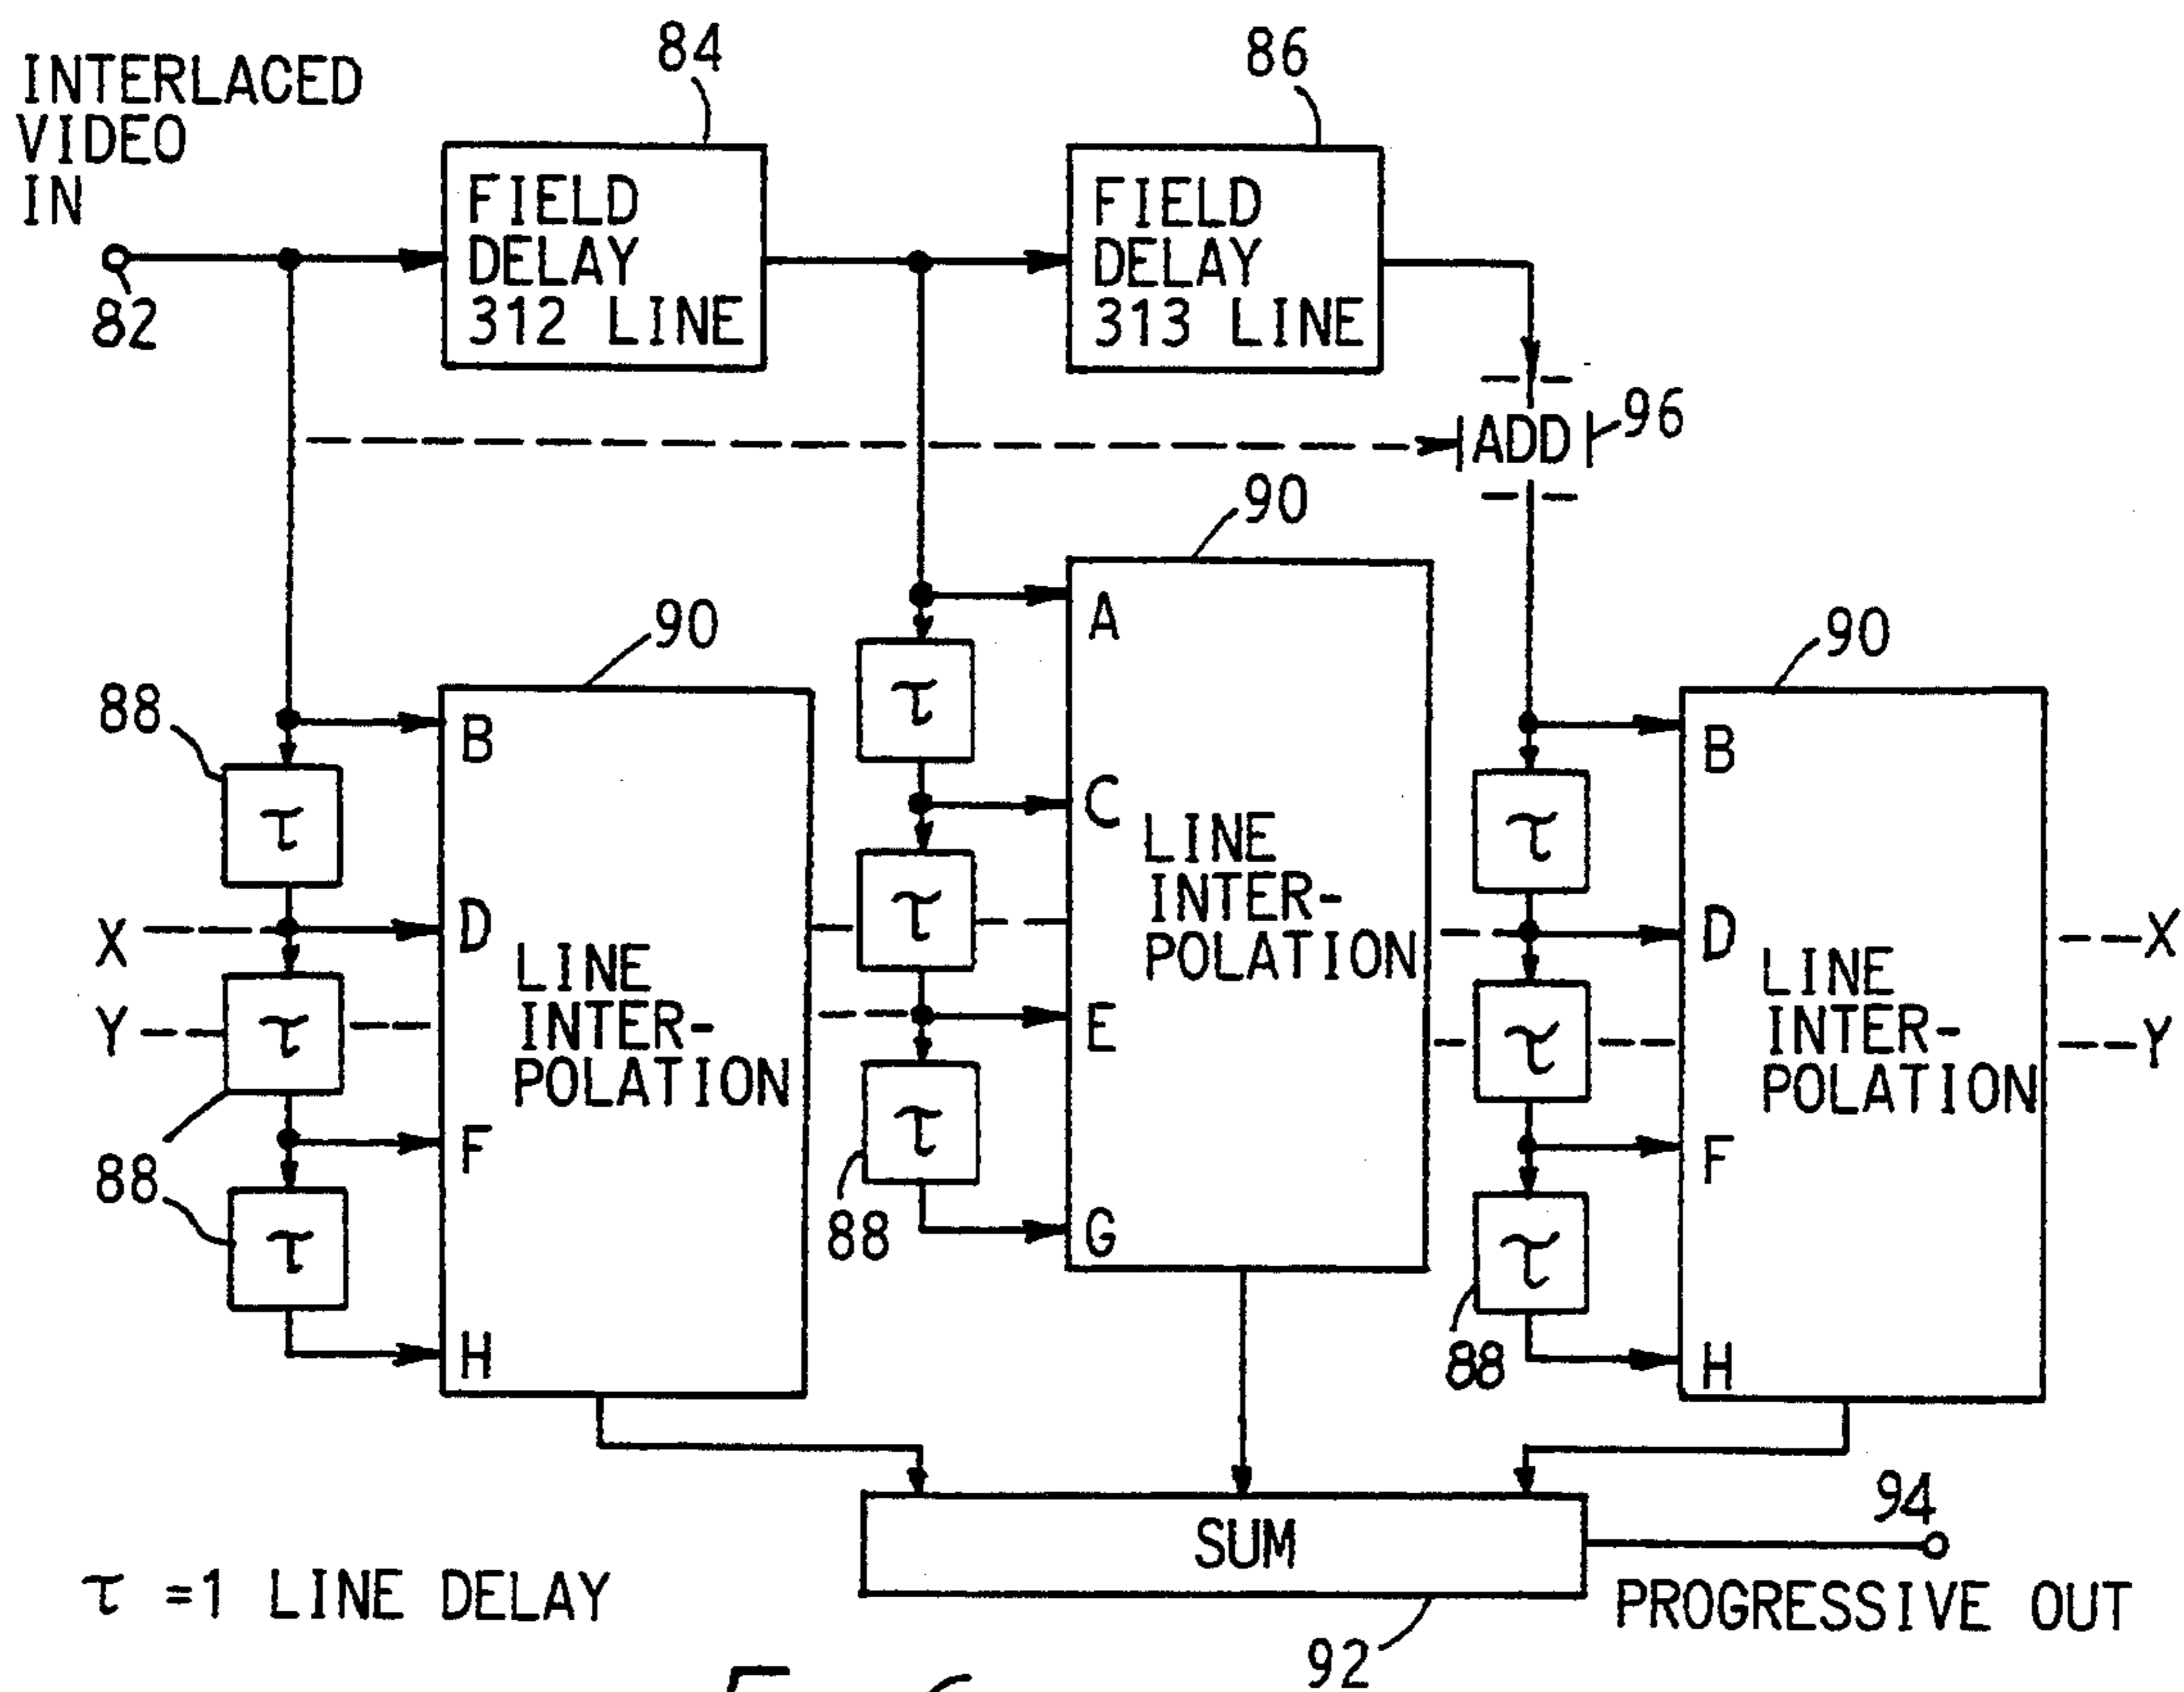 INTERLACED
VIDEO
IN
82
84
FIELD
DELAY
312 LINE
86
FIELD
DELAY
313 LINE
ADD
96
90
90
90
88
τ
τ
τ
88
B
D
F
H
LINE
INTER-
POLATION
X
Y
τ
τ
τ
88
A
C
E
G
LINE
INTER-
POLATION
τ
τ
τ
88
B
D
F
H
LINE
INTER-
POLATION
X
Y
SUM
92
94
PROGRESSIVE OUT
τ =1 LINE DELAY